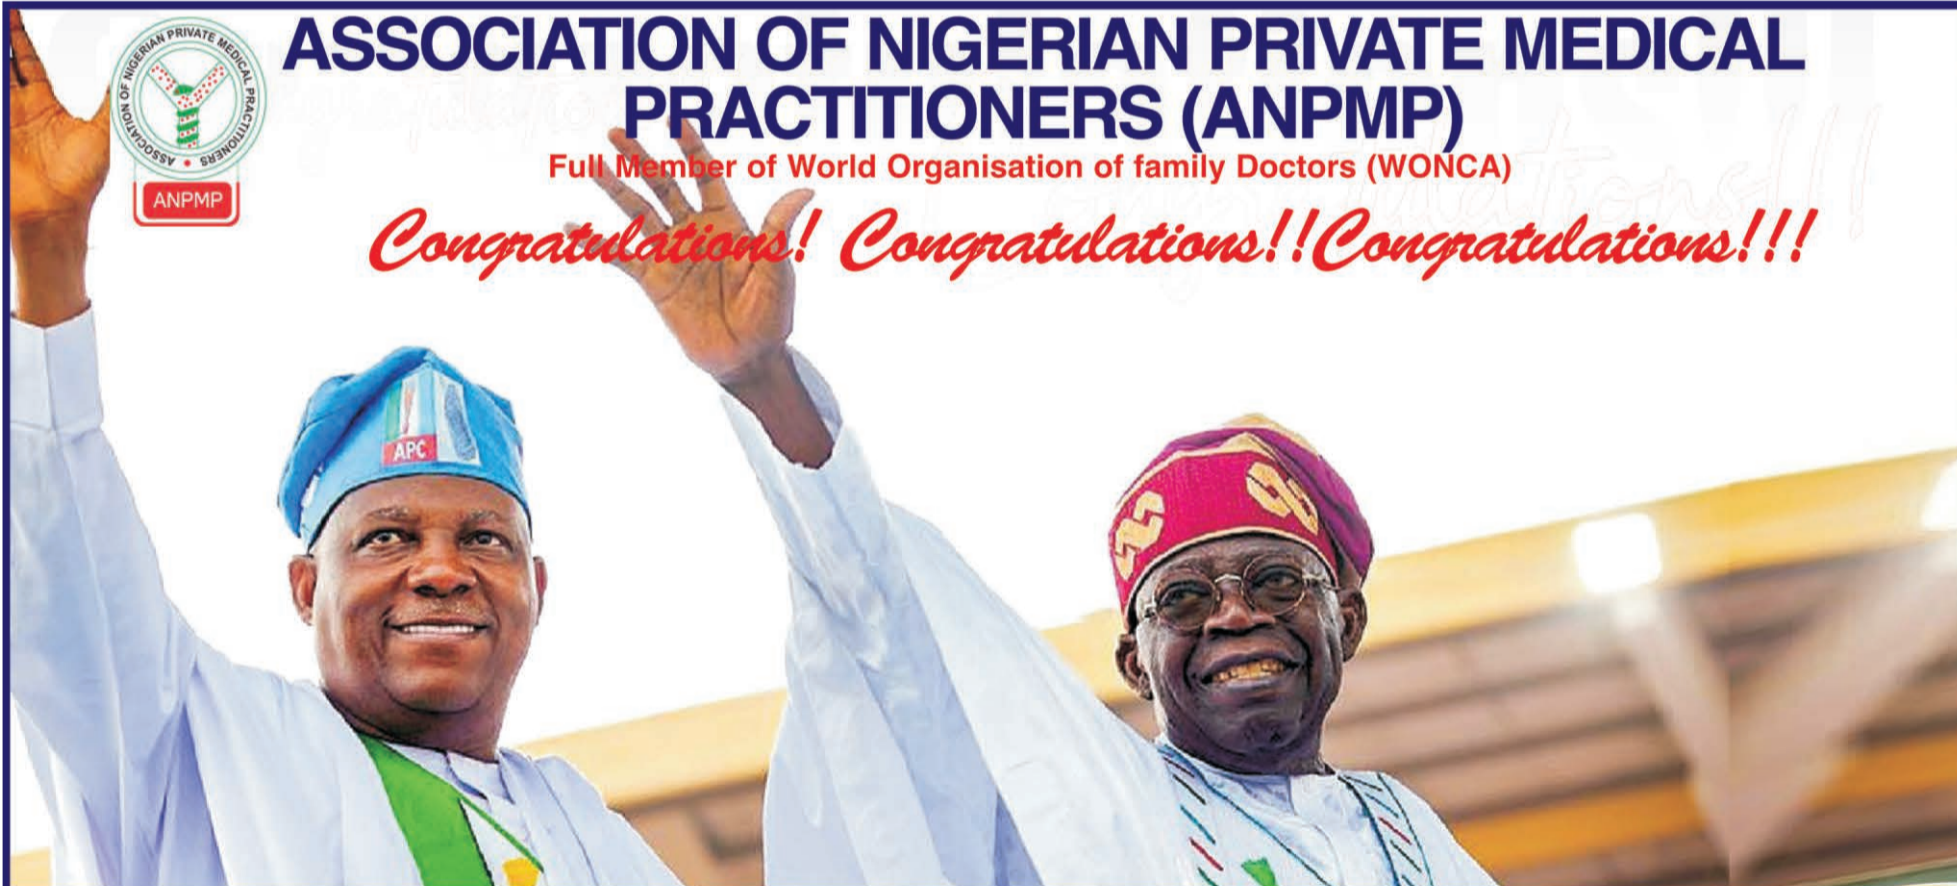 ASSOCIATION OF NIGERIAN PRIVATE MEDICAL
PRACTITIONERS (ANPMP)
Full Member of World Organisation of family Doctors (WONCA)
Congratulations! Congratulations!!Congratulations!!!
ASSOCIATION OF NIGERIAN PRIVATE MEDICAL PRACTITIONERS
ANPMP
APC